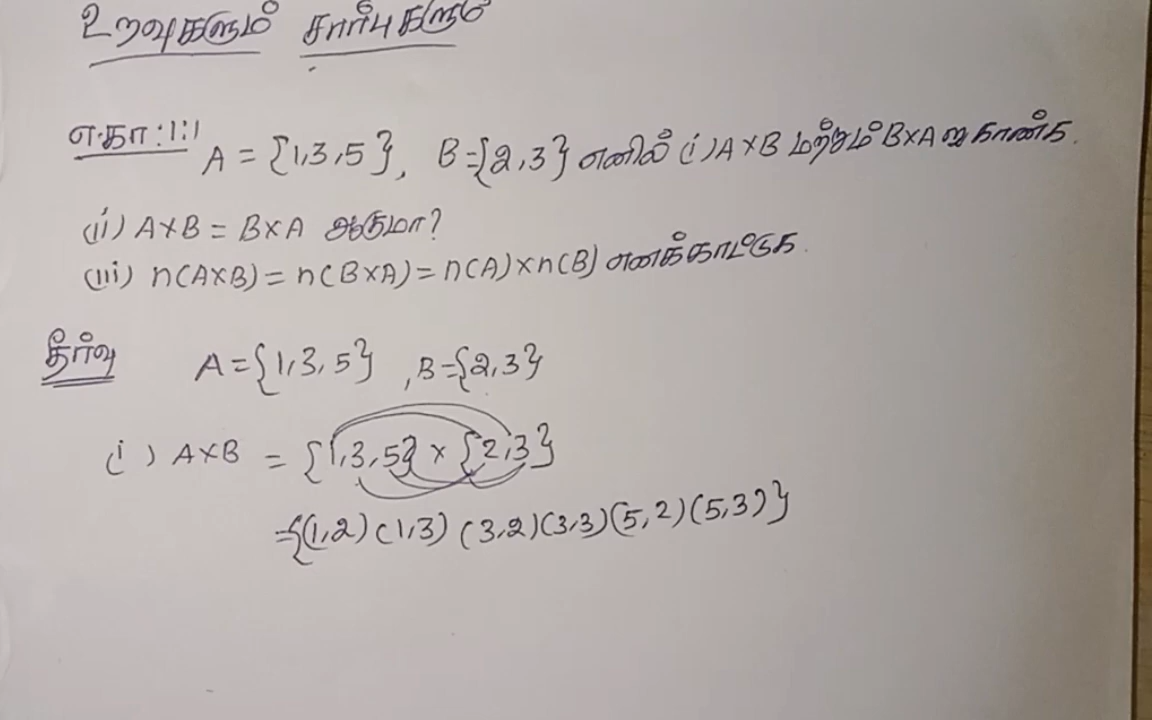 உறவுகளும் சார்புகளும்
எ.கா:1.1 A = {1,3,5}, B={2,3} எனில் (i) A×B மற்றும் B×A ஐ காண்க.
(ii) A×B = B×A ஆகுமா?
(iii) n(A×B) = n(B×A) = n(A)×n(B) எனக்காட்டுக.
தீர்வு A={1,3,5} ,B={2,3}
(i) A×B = {1,3,5} × {2,3}
={(1,2) (1,3) (3,2)(3,3)(5,2)(5,3)}